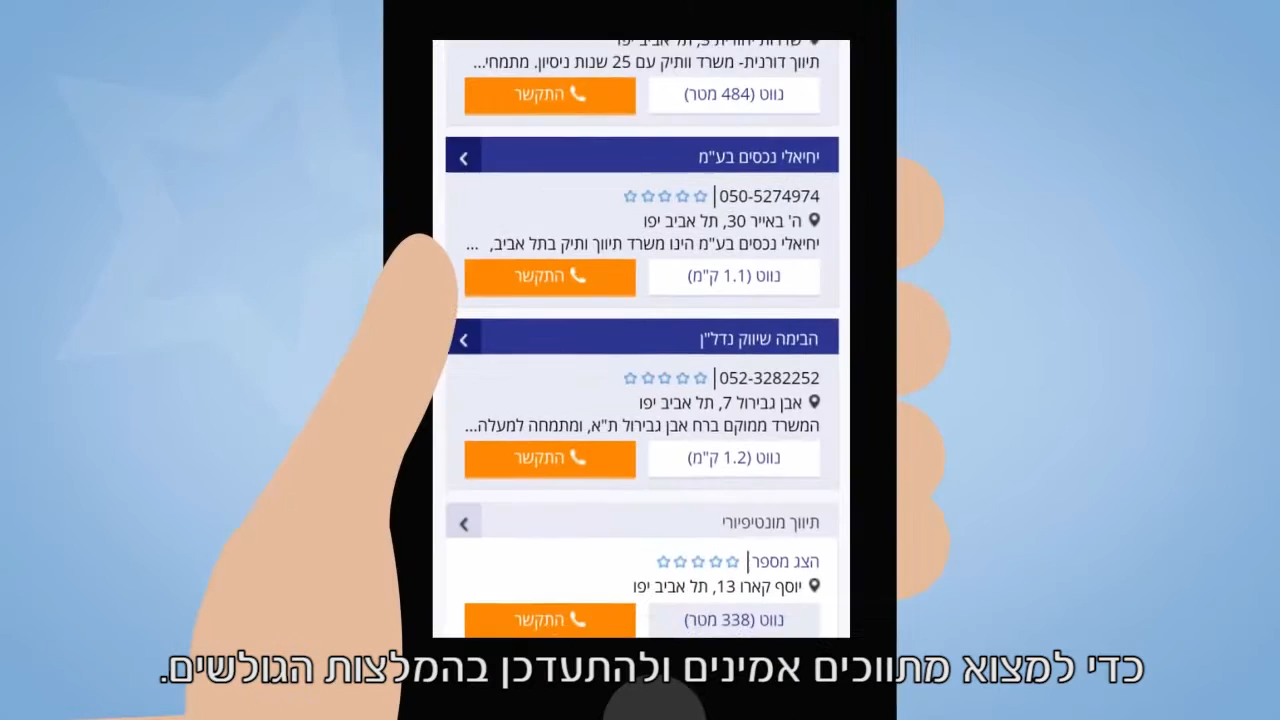 תיווך דורנית- משרד וותיק עם 25 שנות ניסיון. מתמחי...
נווט (484 מטר)
התקשר
יחיאלי נכסים בע"מ
050-5274974
ה' באייר 30, תל אביב יפו
יחיאלי נכסים בע"מ הינו משרד תיווך ותיק בתל אביב, ...
נווט (1.1 ק"מ)
התקשר
הבימה שיווק נדל"ן
052-3282252
אבן גבירול 7, תל אביב יפו
המשרד ממוקם ברח אבן גבירול ת"א, ומתמחה למעלה...
נווט (1.2 ק"מ)
התקשר
תיווך מונטיפיורי
הצג מספר
יוסף קארו 13, תל אביב יפו
נווט (338 מטר)
התקשר
כדי למצוא מתווכים אמינים ולהתעדכן בהמלצות הגולשים.